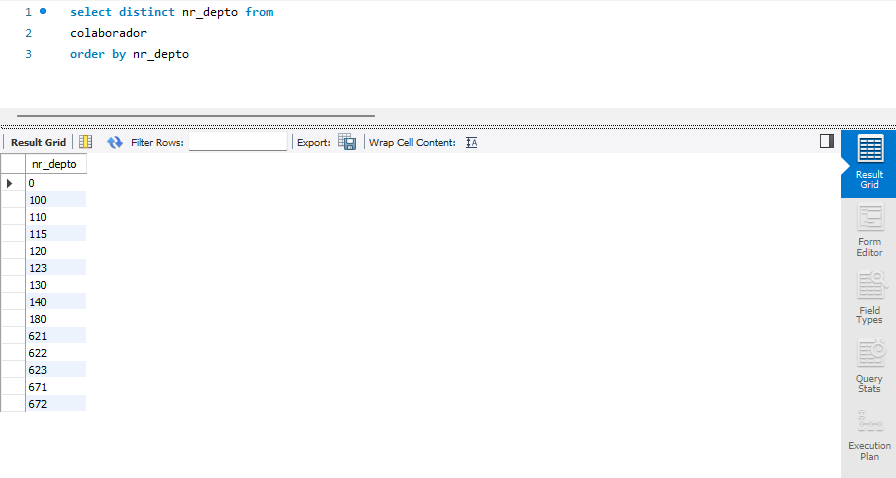 1 select distinct nr_depto from
2 colaborador
3 order by nr_depto
Result Grid Filter Rows: Export: Wrap Cell Content: IA
nr_depto
0
100
110
115
120
123
130
140
180
621
622
623
671
672
Result
Grid
Form
Editor
Field
Types
Query
Stats
Execution
Plan